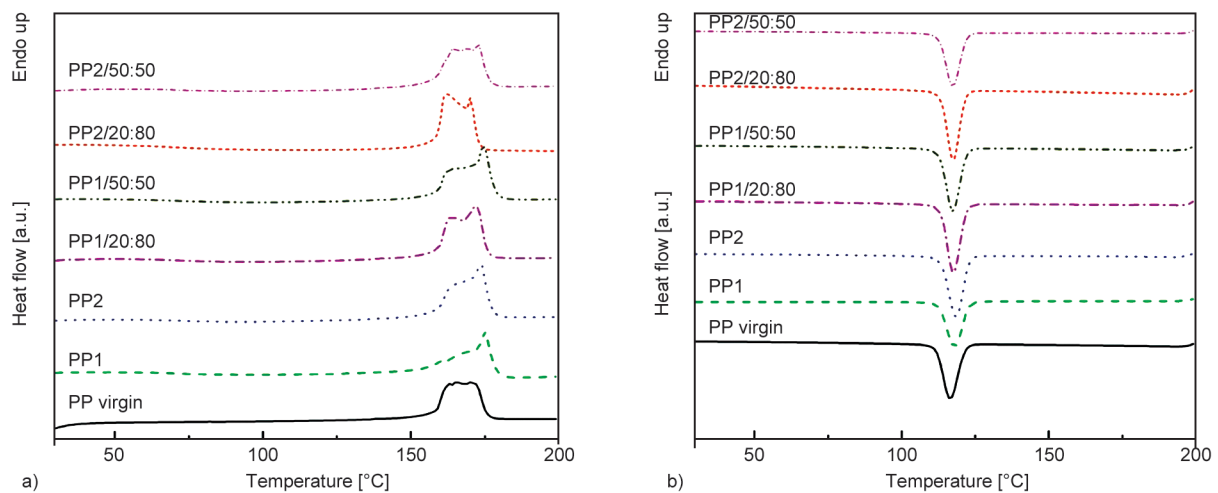 Endo up
Heat flow [a.u.]
PP2/50:50
PP2/20:80
PP1/50:50
PP1/20:80
PP2
PP1
PP virgin
50
100
150
200
Temperature [°C]
a)
Endo up
Heat flow [a.u.]
PP2/50:50
PP2/20:80
PP1/50:50
PP1/20:80
PP2
PP1
PP virgin
50
100
150
200
Temperature [°C]
b)